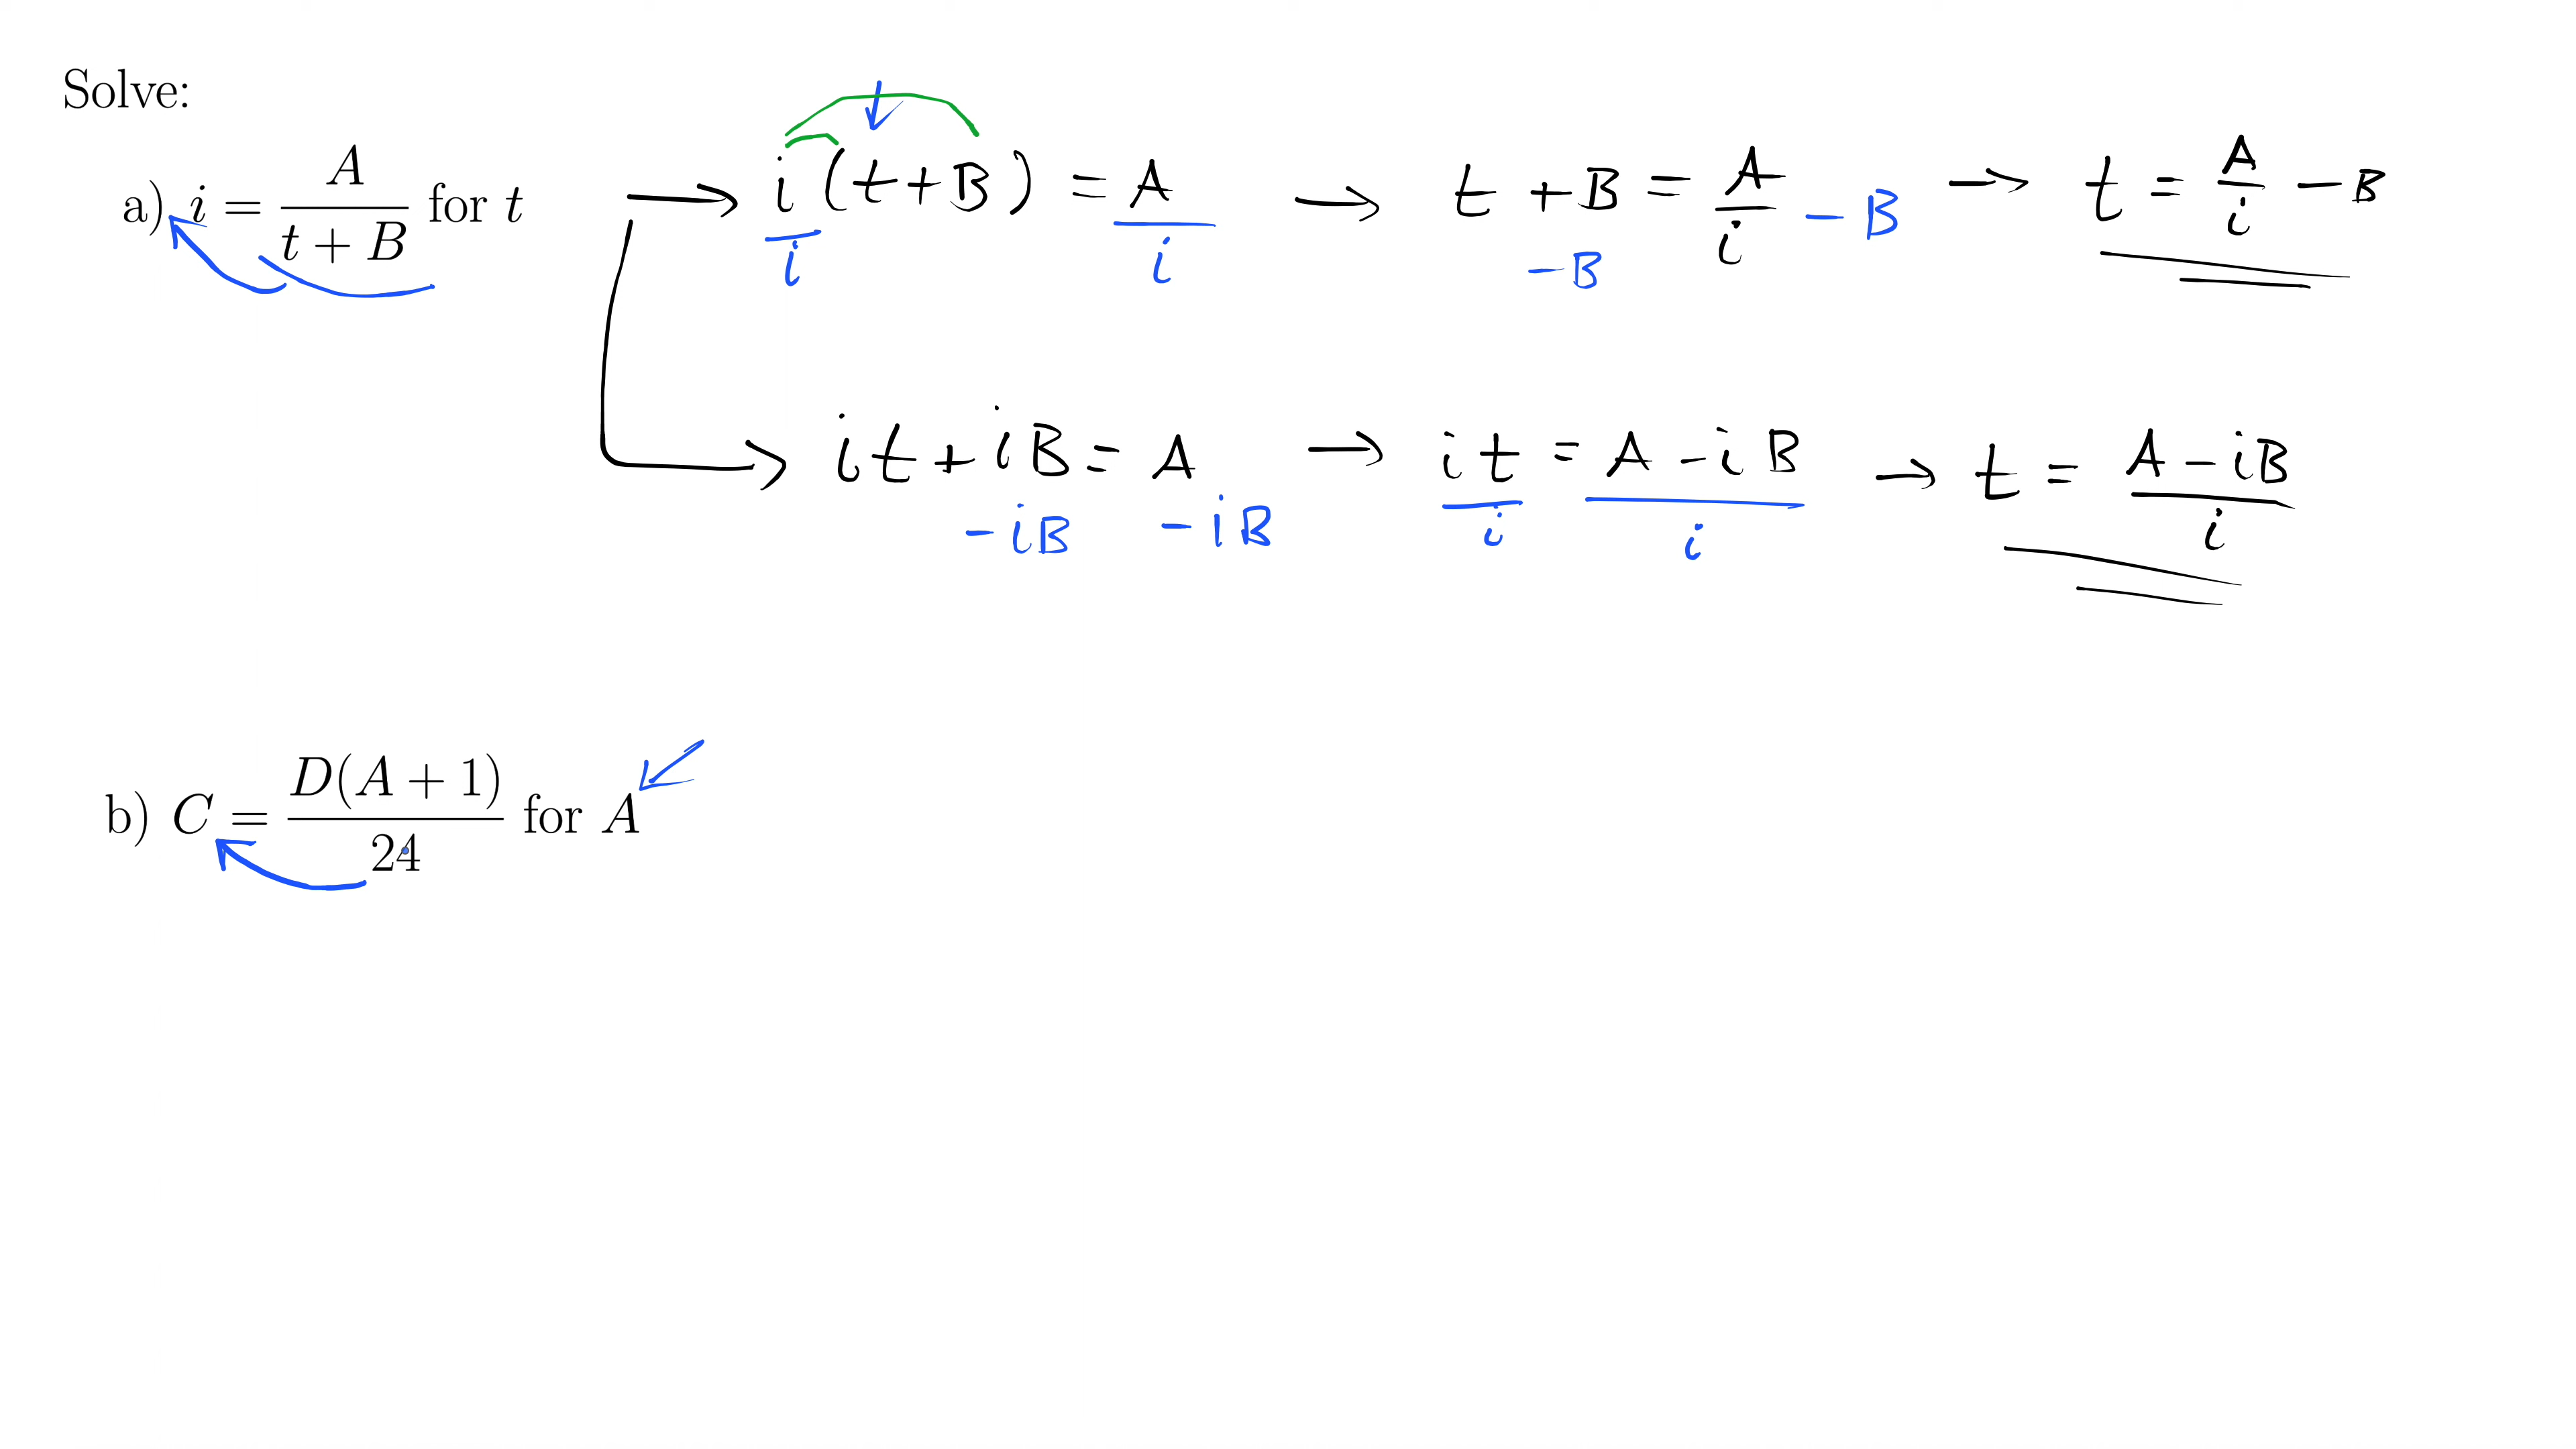 Solve:
a) i = A/(t + B) for t → i(t+B) = A → t + B = A/i - B → t = A/i - B
i i -B
it + iB = A → it = A - iB → t = (A - iB)/i
-iB -iB i i
b) C = D(A + 1)/24 for A